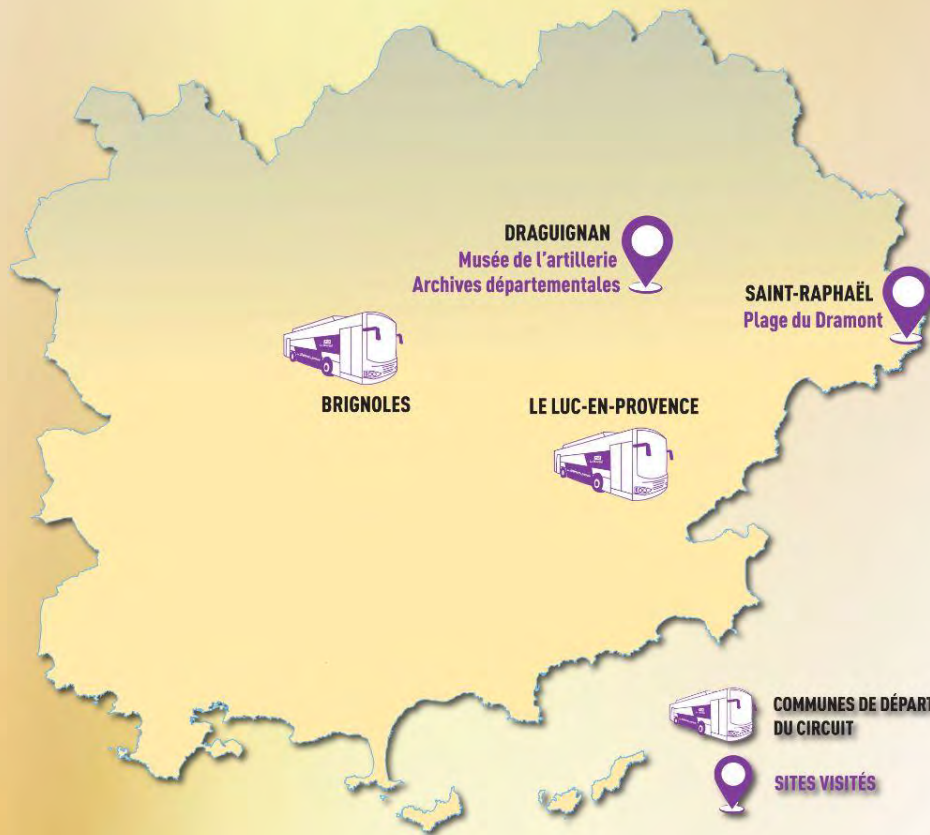 DRAGUIGNAN
Musée de l'artillerie
Archives départementales
SAINT-RAPHAËL
Plage du Dramont
BRIGNOLES
LE LUC-EN-PROVENCE
COMMUNES DE DÉPART
DU CIRCUIT
SITES VISITÉS